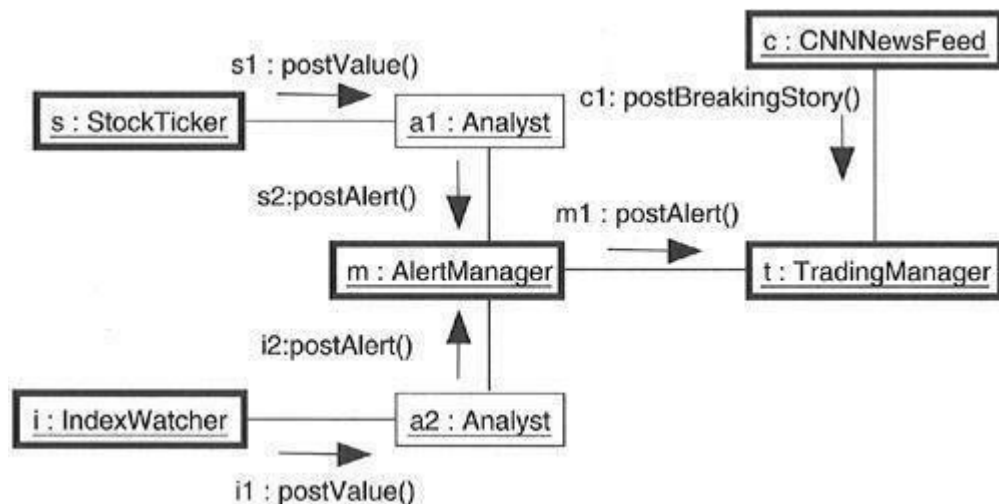 c : CNNNewsFeed
s1 : postValue()
c1: postBreakingStory()
s : StockTicker
a1 : Analyst
s2:postAlert()
m1 : postAlert()
m : AlertManager
t : TradingManager
i2:postAlert()
i : IndexWatcher
a2 : Analyst
i1 : postValue()